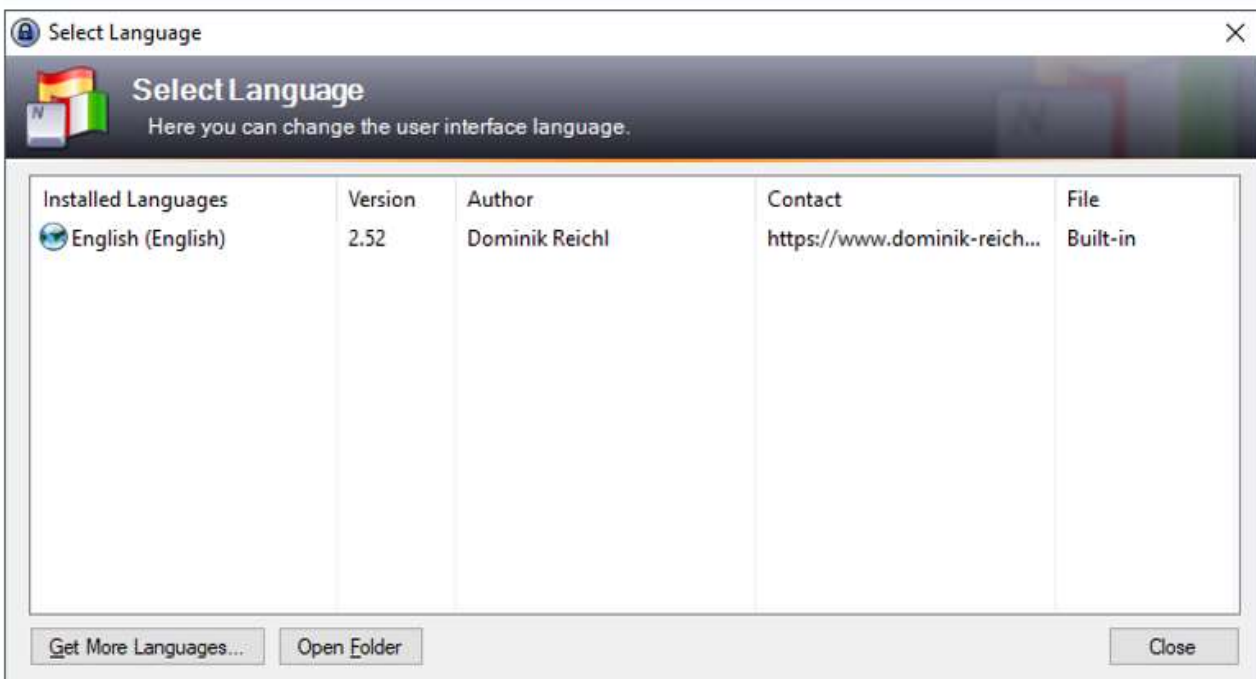 Select Language
Select Language
Here you can change the user interface language.
Installed Languages Version Author Contact File
English (English) 2.52 Dominik Reichl https://www.dominik-reich... Built-in
Get More Languages... Open Folder Close